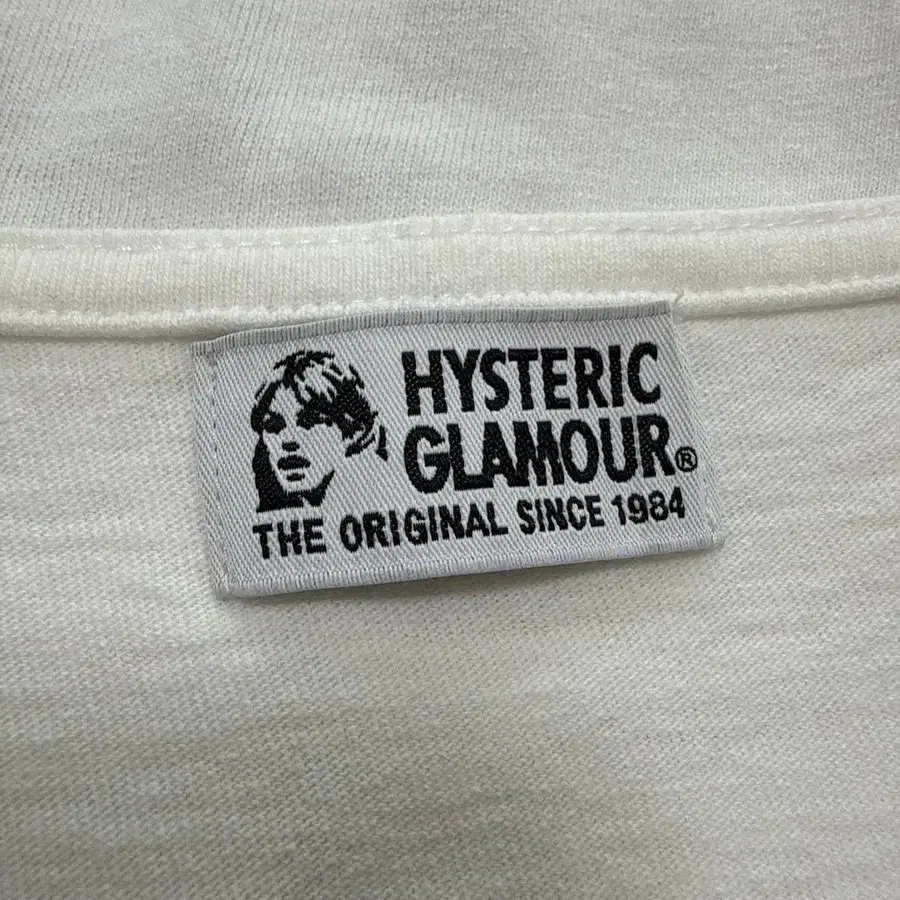 HYSTERIC
GLAMOUR®
THE ORIGINAL SINCE 1984